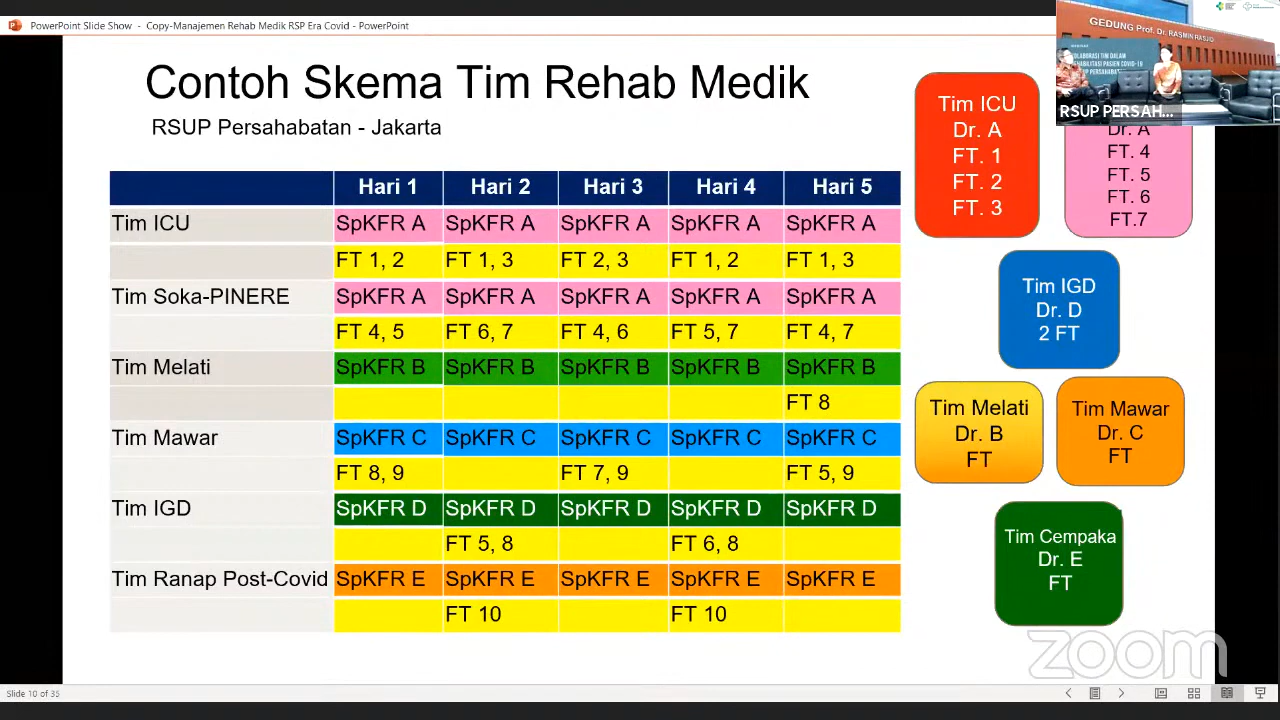 PowerPoint Slide Show - Copy-Manajemen Rehab Medik RSP Era Covid - PowerPoint
GEDUNG Prof. Dr. RASMIN RASJID
RSUP PERSAH...
Contoh Skema Tim Rehab Medik
RSUP Persahabatan - Jakarta
Hari 1 Hari 2 Hari 3 Hari 4 Hari 5
Tim ICU SpKFR A SpKFR A SpKFR A SpKFR A SpKFR A
FT 1, 2 FT 1, 3 FT 2, 3 FT 1, 2 FT 1, 3
Tim Soka-PINERE SpKFR A SpKFR A SpKFR A SpKFR A SpKFR A
FT 4, 5 FT 6, 7 FT 4, 6 FT 5, 7 FT 4, 7
Tim Melati SpKFR B SpKFR B SpKFR B SpKFR B SpKFR B
FT 8
Tim Mawar SpKFR C SpKFR C SpKFR C SpKFR C SpKFR C
FT 8, 9 FT 7, 9 FT 5, 9
Tim IGD SpKFR D SpKFR D SpKFR D SpKFR D SpKFR D
FT 5, 8 FT 6, 8
Tim Ranap Post-Covid SpKFR E SpKFR E SpKFR E SpKFR E SpKFR E
FT 10 FT 10
Tim ICU
Dr. A
FT. 1
FT. 2
FT. 3
Dr. A
FT. 4
FT. 5
FT. 6
FT.7
Tim IGD
Dr. D
2 FT
Tim Melati
Dr. B
FT
Tim Mawar
Dr. C
FT
Tim Cempaka
Dr. E
FT
zoom
Slide 10 of 35